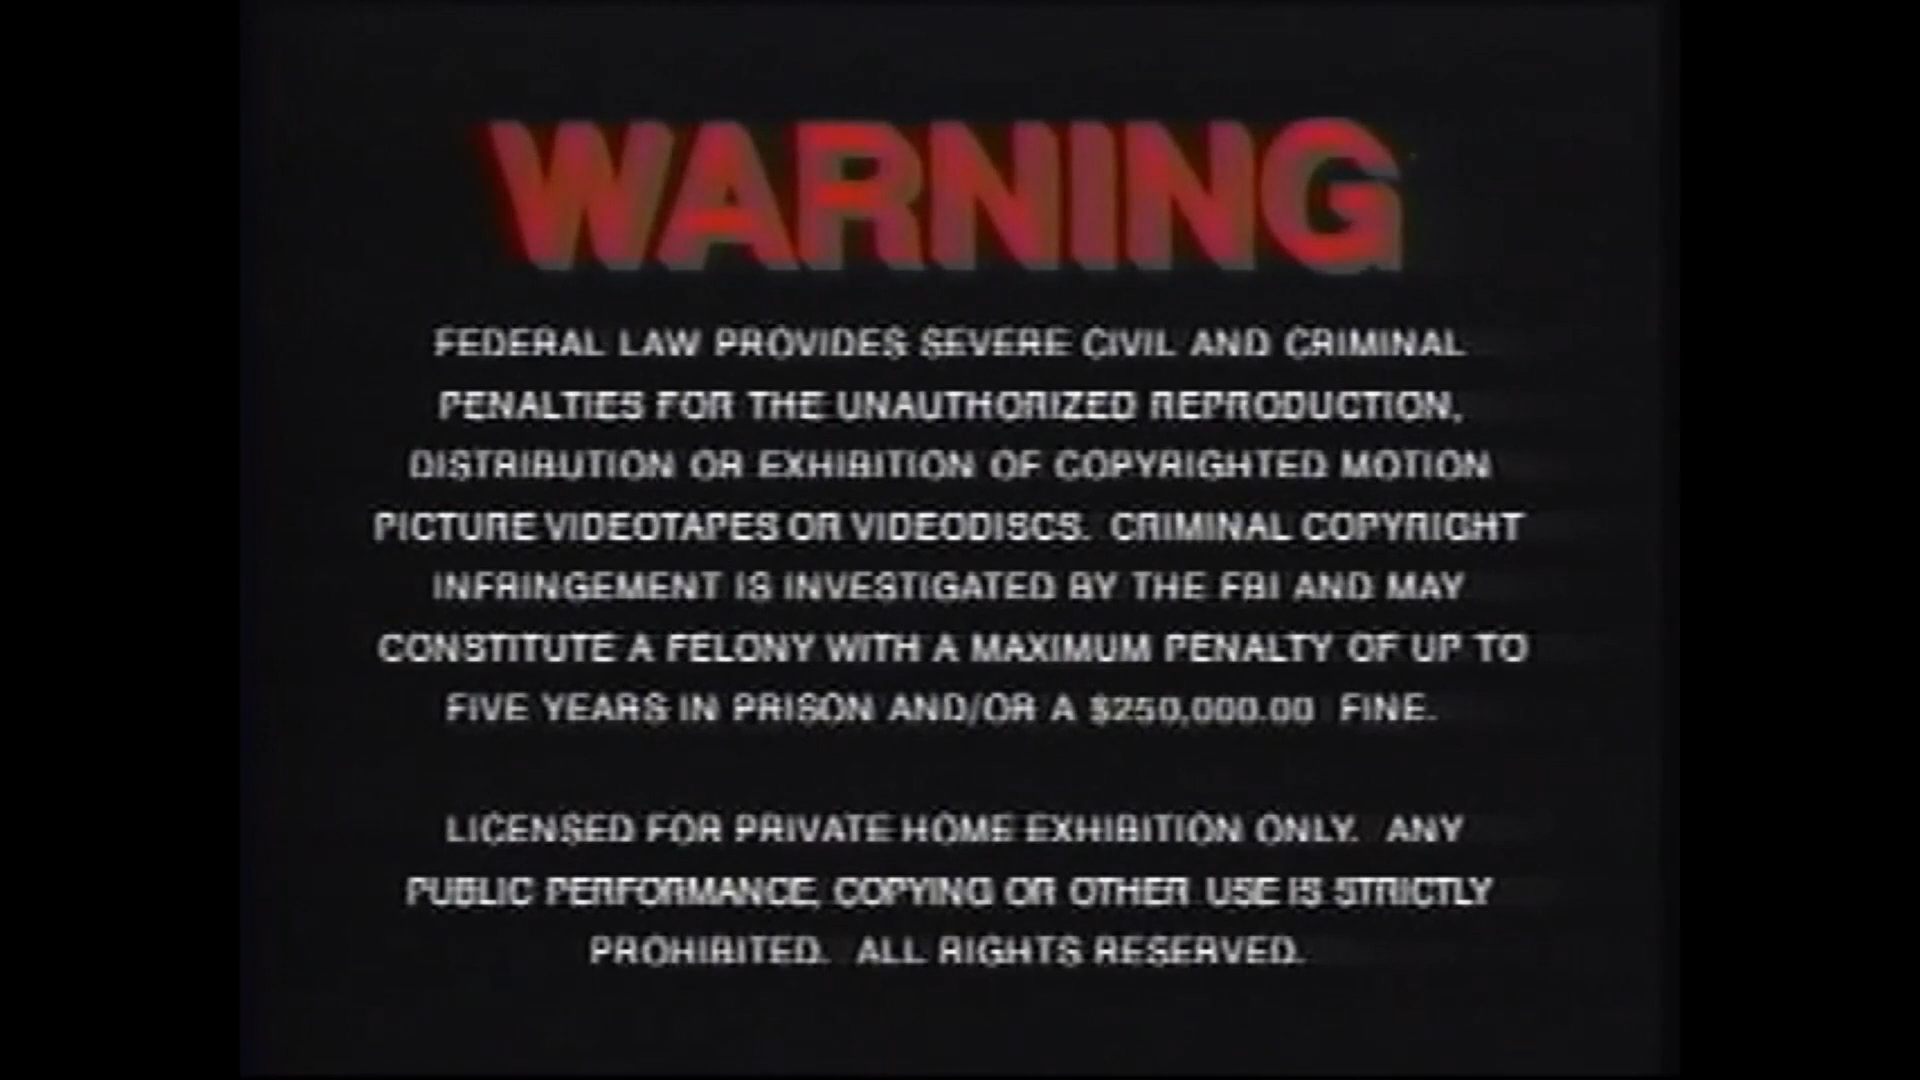 WARNING
FEDERAL LAW PROVIDES SEVERE CIVIL AND CRIMINAL
PENALTIES FOR THE UNAUTHORIZED REPRODUCTION,
DISTRIBUTION OR EXHIBITION OF COPYRIGHTED MOTION
PICTURE VIDEOTAPES OR VIDEODISCS. CRIMINAL COPYRIGHT
INFRINGEMENT IS INVESTIGATED BY THE FBI AND MAY
CONSTITUTE A FELONY WITH A MAXIMUM PENALTY OF UP TO
FIVE YEARS IN PRISON AND/OR A $250,000.00 FINE.
LICENSED FOR PRIVATE HOME EXHIBITION ONLY. ANY
PUBLIC PERFORMANCE, COPYING OR OTHER USE IS STRICTLY
PROHIBITED. ALL RIGHTS RESERVED.